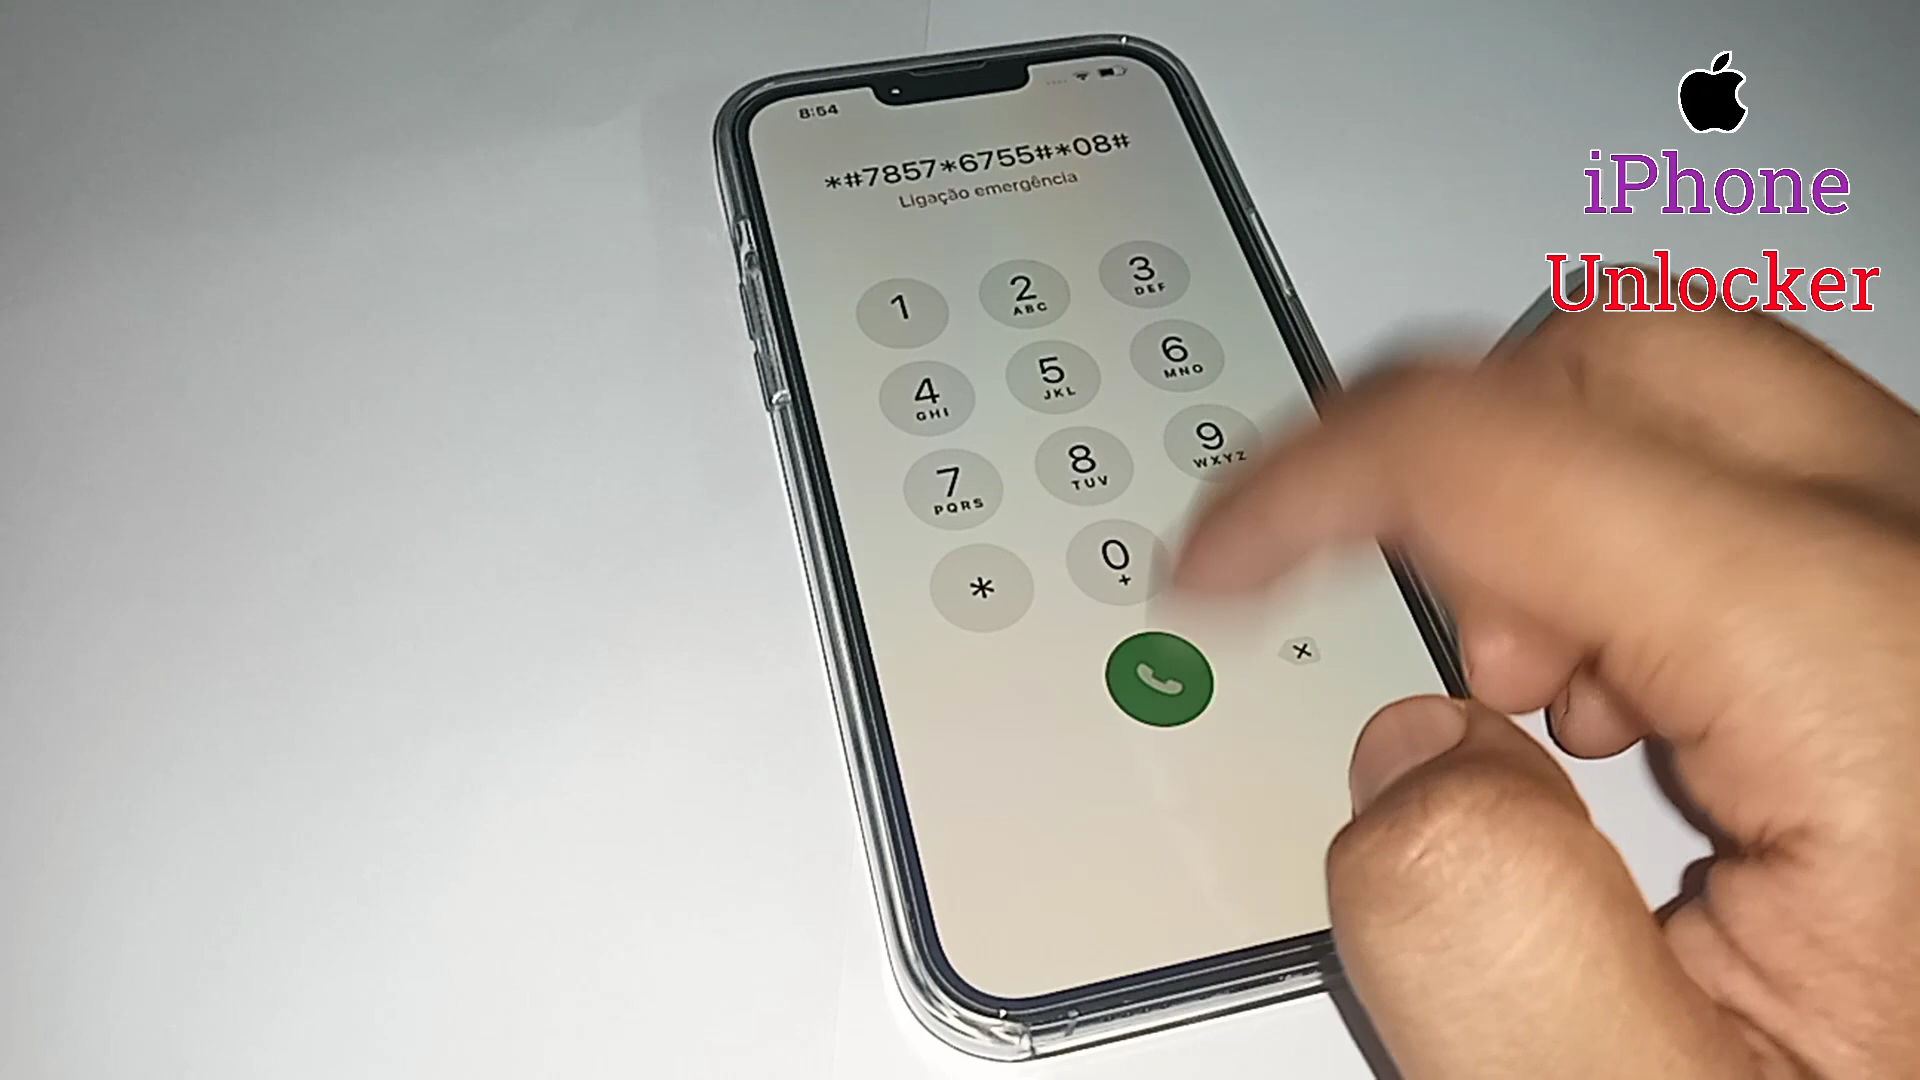 8:54
*#7857*6755#*08#
Ligação emergência
1
2
ABC
3
DEF
4
GHI
5
JKL
6
MNO
7
PQRS
8
TUV
9
WXYZ
*
0
+
iPhone
Unlocker